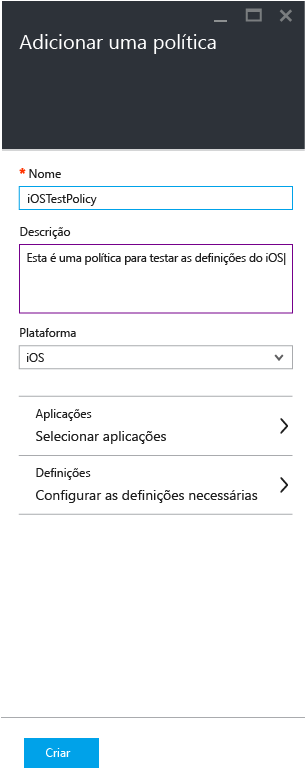 Adicionar uma política
* Nome
iOSTestPolicy
Descrição
Esta é uma política para testar as definições do iOS
Plataforma
iOS
Aplicações
Selecionar aplicações
Definições
Configurar as definições necessárias
Criar